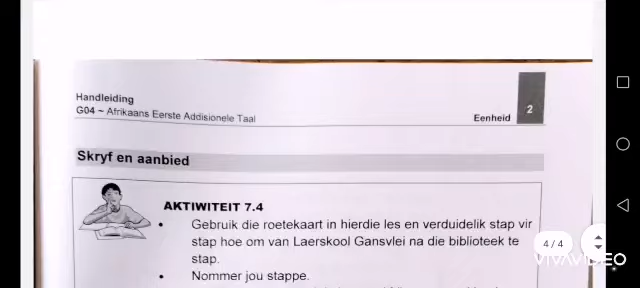 Handleiding
G04 ~ Afrikaans Eerste Addisionele Taal
Eenheid
2
Skryf en aanbied
AKTIWITEIT 7.4
• Gebruik die roetekaart in hierdie les en verduidelik stap vir
stap hoe om van Laerskool Gansvlei na die biblioteek te
stap.
• Nommer jou stappe.
4 / 4
VIVAVIDEO